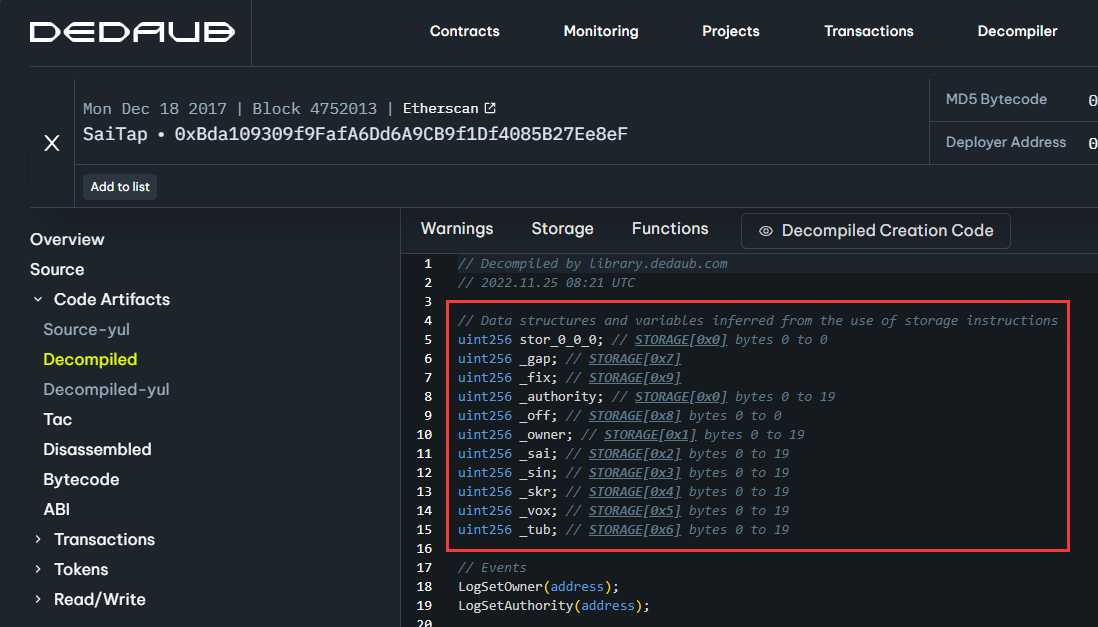 DEDAUB
Contracts
Monitoring
Projects
Transactions
Decompiler
Mon Dec 18 2017 | Block 4752013 | Etherscan
SaiTap • 0xBda109309f9FafA6Dd6A9CB9f1Df4085B27Ee8eF
MD5 Bytecode
0
Deployer Address
0
X
Add to list
Overview
Source
Code Artifacts
Source-yul
Decompiled
Decompiled-yul
Tac
Disassembled
Bytecode
ABI
Transactions
Tokens
Read/Write
Warnings
Storage
Functions
Decompiled Creation Code
1 // Decompiled by library.dedaub.com
2 // 2022.11.25 08:21 UTC
3
4 // Data structures and variables inferred from the use of storage instructions
5 uint256 stor_0_0_0; // STORAGE[0x0] bytes 0 to 0
6 uint256 _gap; // STORAGE[0x7]
7 uint256 _fix; // STORAGE[0x9]
8 uint256 _authority; // STORAGE[0x0] bytes 0 to 19
9 uint256 _off; // STORAGE[0x8] bytes 0 to 0
10 uint256 _owner; // STORAGE[0x1] bytes 0 to 19
11 uint256 _sai; // STORAGE[0x2] bytes 0 to 19
12 uint256 _sin; // STORAGE[0x3] bytes 0 to 19
13 uint256 _skr; // STORAGE[0x4] bytes 0 to 19
14 uint256 _vox; // STORAGE[0x5] bytes 0 to 19
15 uint256 _tub; // STORAGE[0x6] bytes 0 to 19
16
17 // Events
18 LogSetOwner(address);
19 LogSetAuthority(address);
20